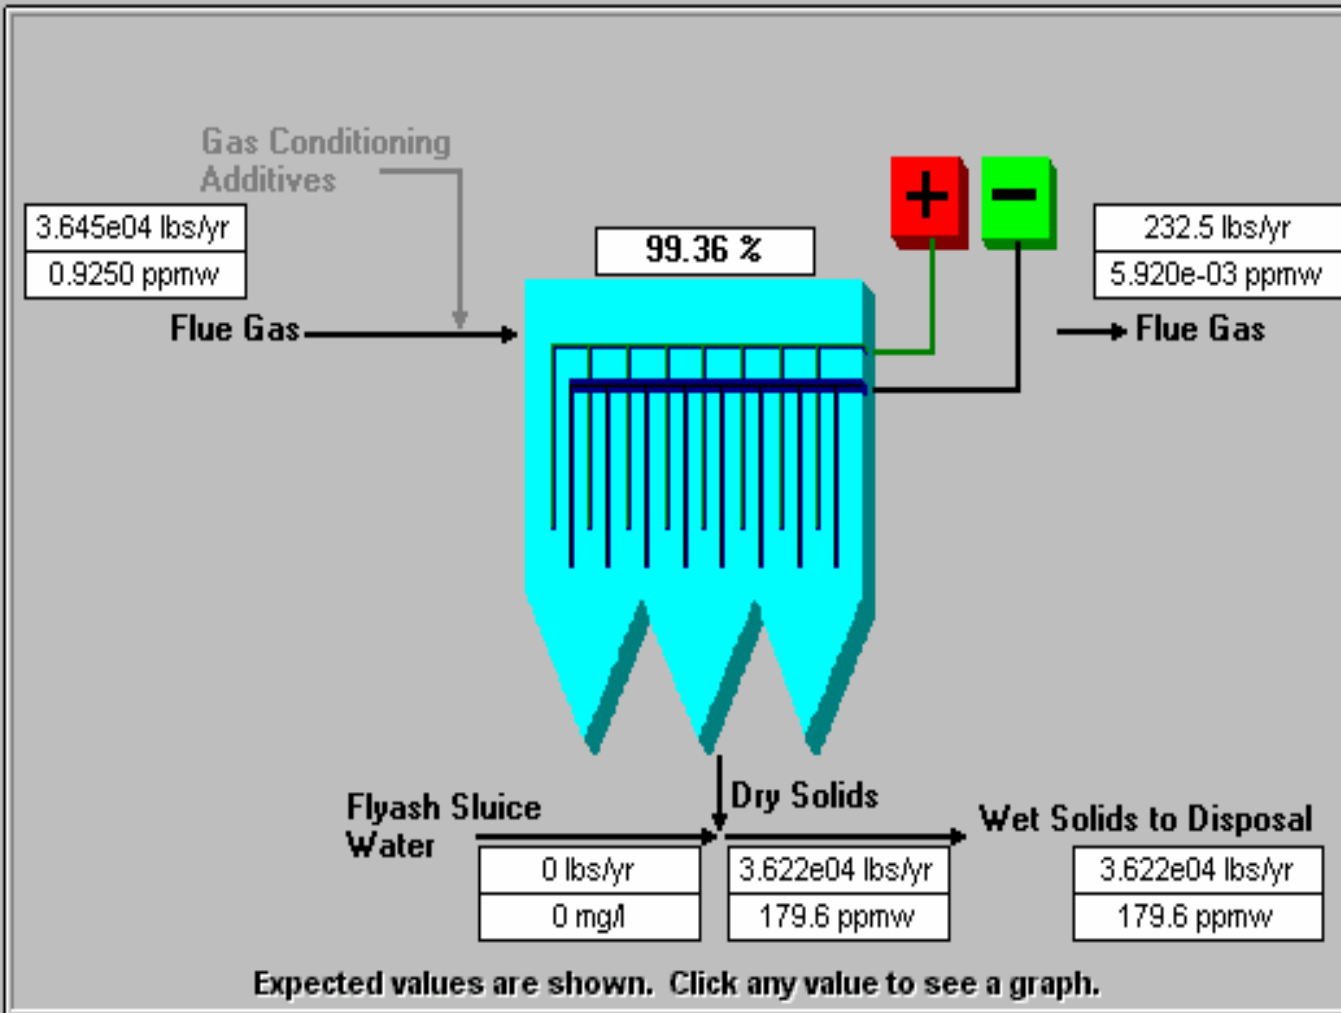 Gas Conditioning
Additives
3.645e04 lbs/yr
0.9250 ppmw
Flue Gas
99.36 %
+
−
232.5 lbs/yr
5.920e-03 ppmw
Flue Gas
Dry Solids
Flyash Sluice
Water
Wet Solids to Disposal
0 lbs/yr
0 mg/l
3.622e04 lbs/yr
179.6 ppmw
3.622e04 lbs/yr
179.6 ppmw
Expected values are shown. Click any value to see a graph.